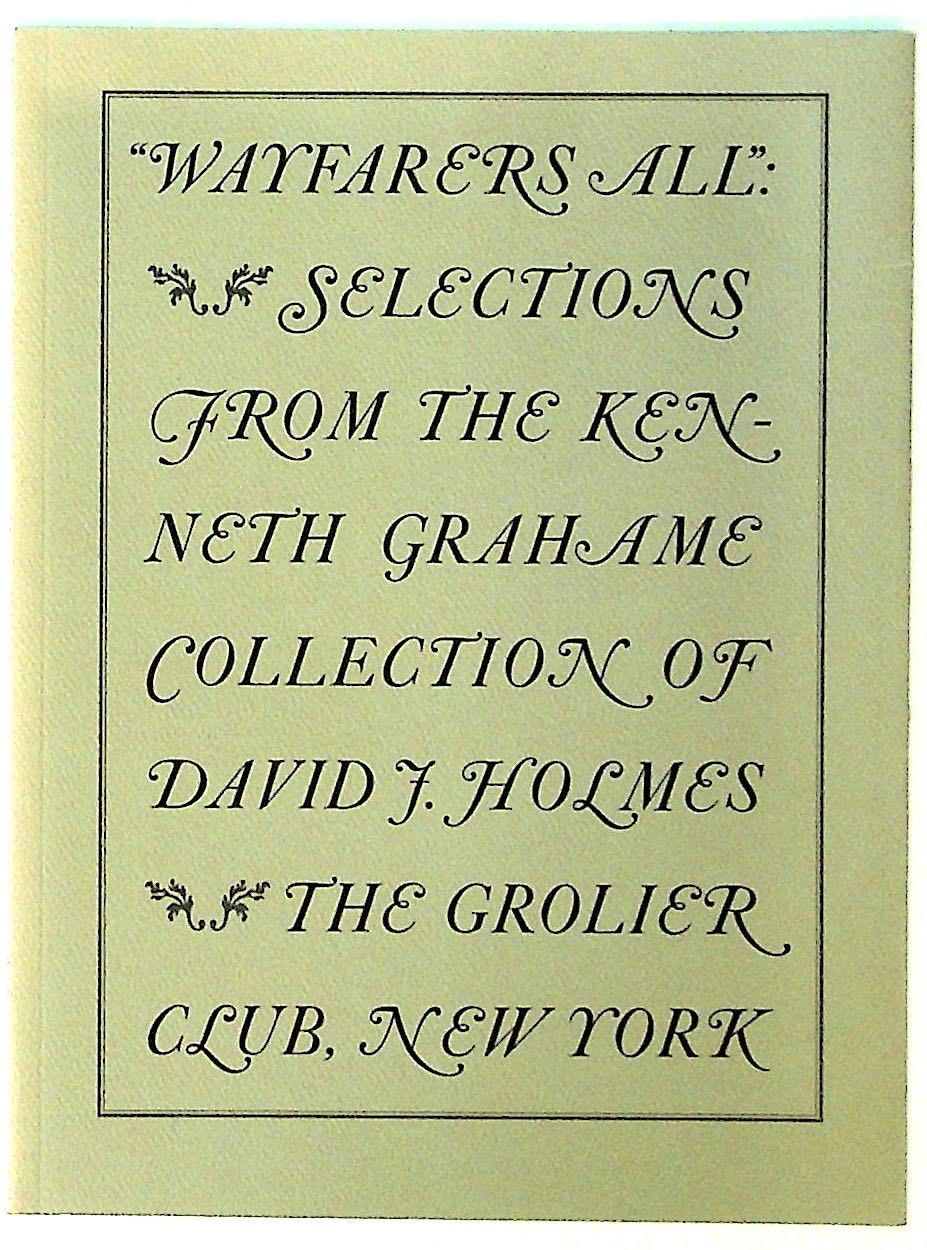 “WAYFARERS ALL”:
SELECTIONS
FROM THE KEN-
NETH GRAHAME
COLLECTION OF
DAVID J. HOLMES
THE GROLIER
CLUB, NEW YORK